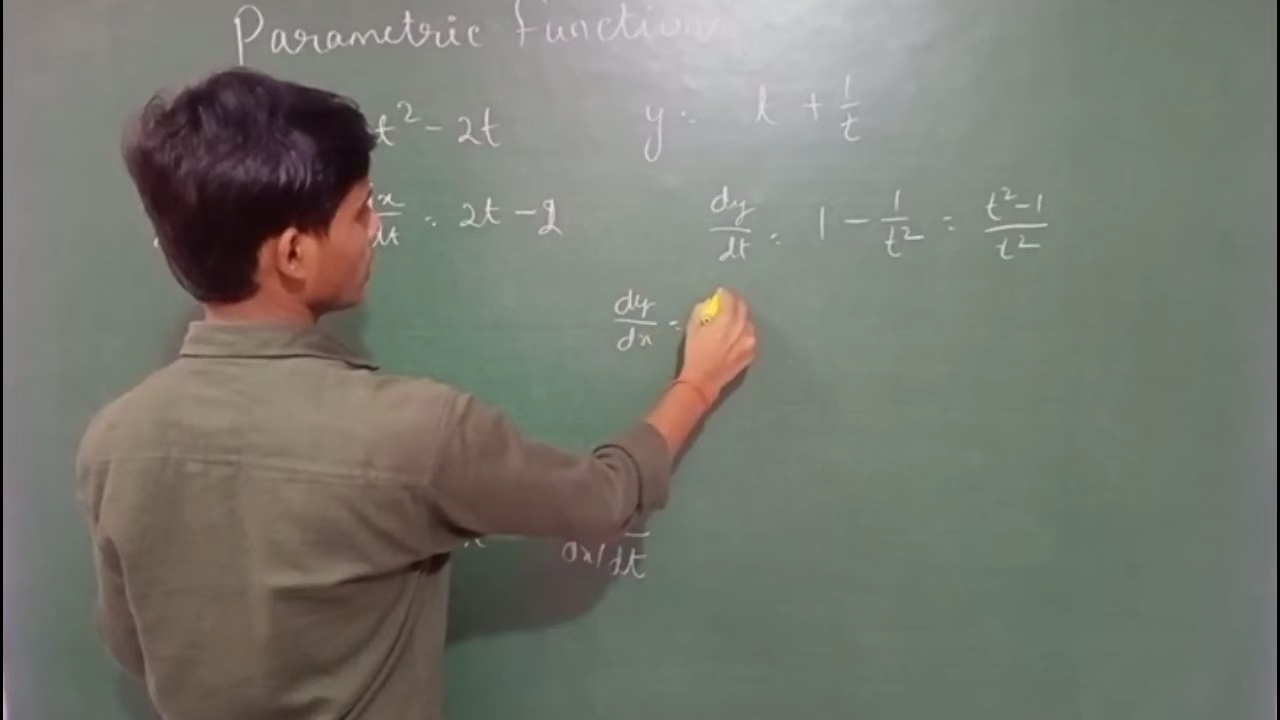 Parametric function
t² - 2t y = t + 1/t
dx/dt = 2t - 2 dy/dt = 1 - 1/t² = t²-1/t²
dy/dx =
dx/dt